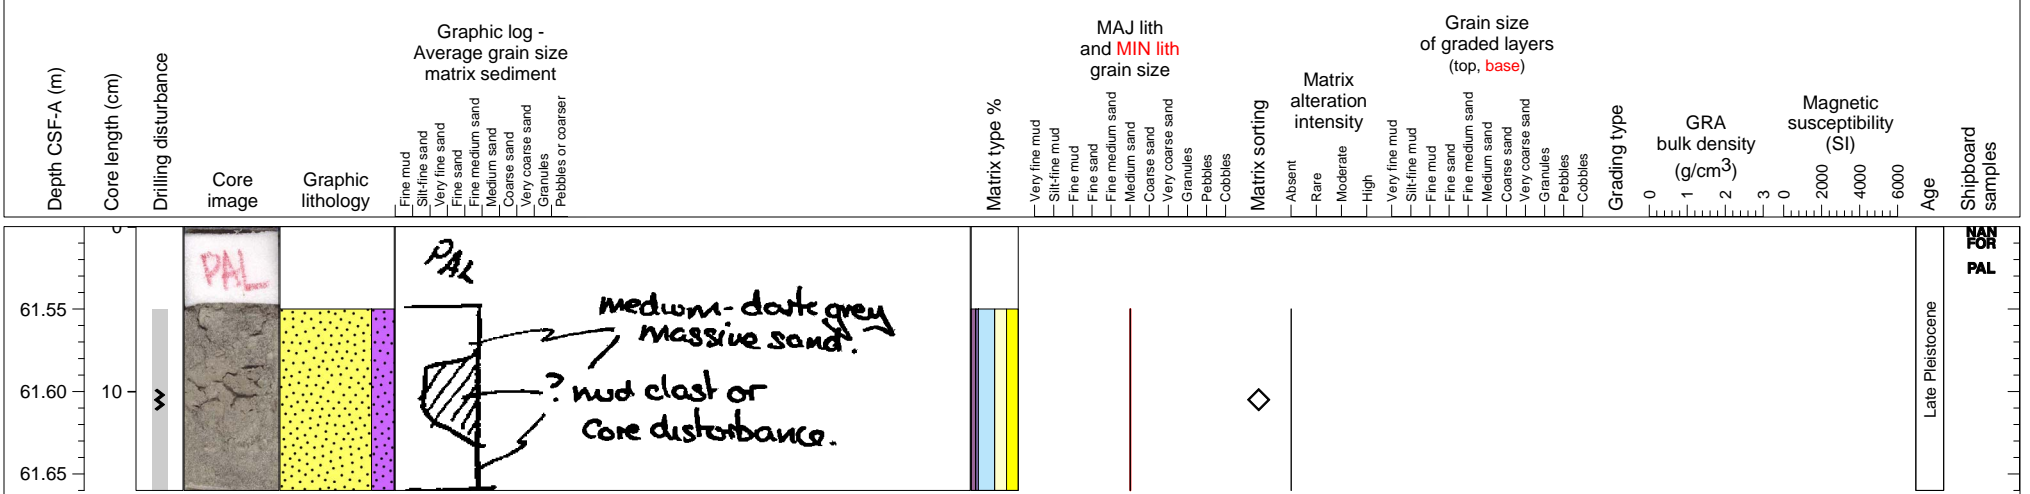 Depth CSF-A (m)
Core length (cm)
Drilling disturbance
Core
image
Graphic
lithology
Graphic log -
Average grain size
matrix sediment
Fine mud
Silt-fine sand
Very fine sand
Fine sand
Fine medium sand
Medium sand
Coarse sand
Very coarse sand
Granules
Pebbles or coarser
Matrix type %
MAJ lith
and MIN lith
grain size
Very fine mud
Silt-fine mud
Fine mud
Fine sand
Fine medium sand
Medium sand
Coarse sand
Very coarse sand
Granules
Pebbles
Cobbles
Matrix sorting
Matrix
alteration
intensity
Absent
Rare
Moderate
High
Grain size
of graded layers
(top, base)
Very fine mud
Silt-fine mud
Fine mud
Fine sand
Fine medium sand
Medium sand
Coarse sand
Very coarse sand
Granules
Pebbles
Cobbles
Grading type
GRA
bulk density
(g/cm3)
0 1 2 3
Magnetic
susceptibility
(SI)
0 2000 4000 6000
Age
Shipboard
samples
0
61.55
61.60
61.65
10
PAL
PAL
medium-dark grey
massive sand.
? mud clast or
core disturbance.
Late Pleistocene
NAN
FOR
PAL